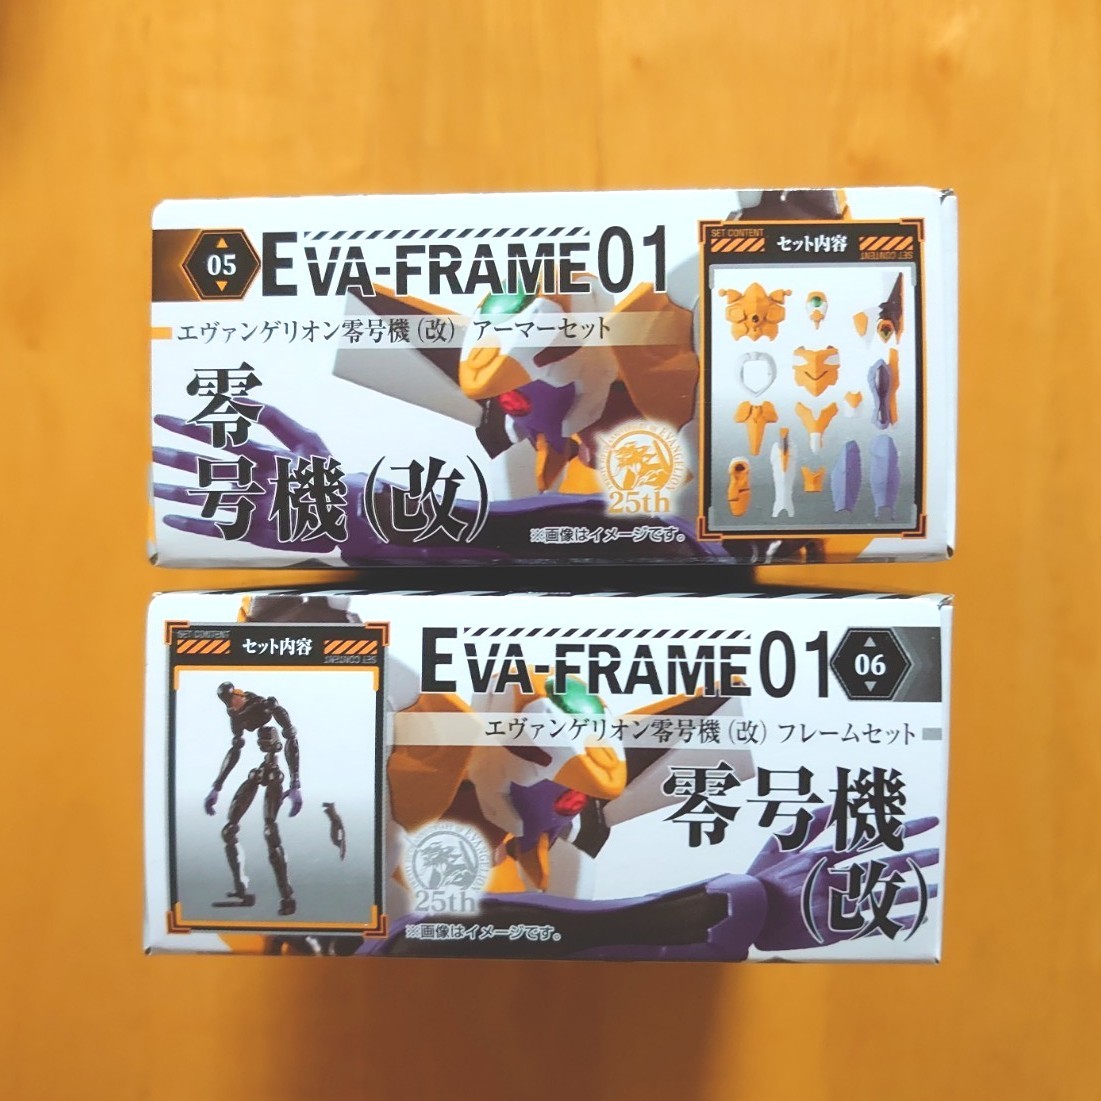 05
EVA-FRAME01
エヴァンゲリオン零号機(改) アーマーセット
零
号機(改)
25th
※画像はイメージです。
SET CONTENT
セット内容
SET CONTENT
SET CONTENT
セット内容
SET CONTENT
EVA-FRAME01
06
エヴァンゲリオン零号機(改) フレームセット
零号機
(改)
25th
※画像はイメージです。